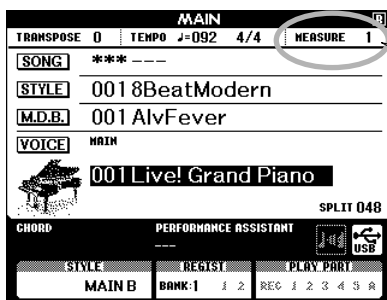 MAIN
TRANSPOSE 0 TEMPO ♩=092 4/4 MEASURE 1
SONG *** ---
STYLE 001 8BeatModern
M.D.B. 001 AlvFever
VOICE MAIN
001 Live! Grand Piano
SPLIT 048
CHORD PERFORMANCE ASSISTANT
---
USB
STYLE REGIST PLAY PART
MAIN B BANK:1 1 2 REC 1 2 3 4 5 A